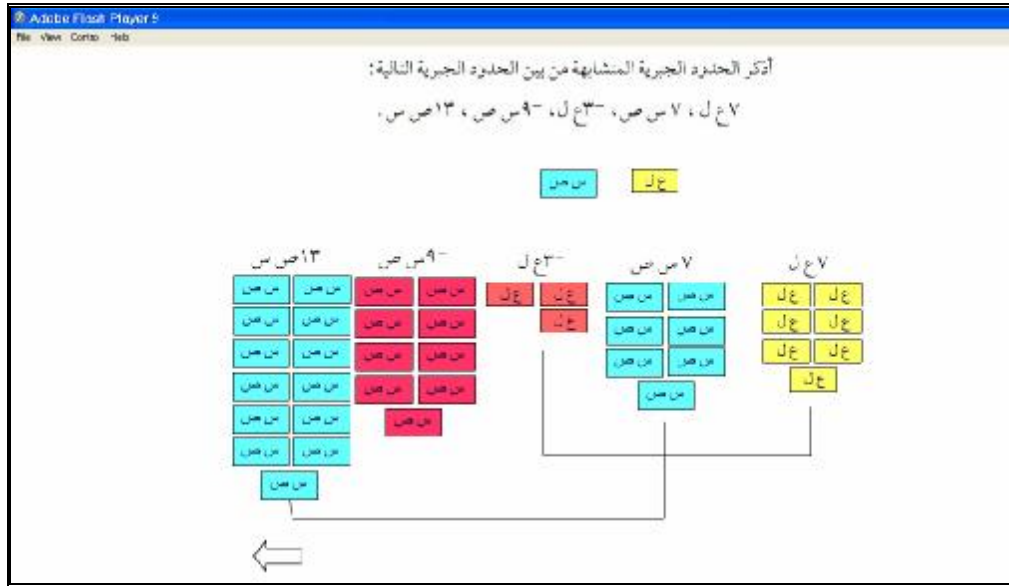 Adobe Flash Player 9
File View Control Help
أذكر الحدود الجبرية المتشابهة من بين الحدود الجبرية التالية:
٧ع ل ، ٧ س ص، -٣ع ل، -٩س ص ، ١٣ص س .
ع ل س ص
٧ع ل ٧ س ص -٣ع ل -٩س ص ١٣ص س
ع ل ع ل س ص س ص ع ل ع ل س ص س ص س ص س ص
ع ل ع ل س ص س ص ع ل س ص س ص س ص س ص
ع ل ع ل س ص س ص س ص س ص س ص س ص
ع ل س ص س ص س ص س ص س ص
س ص س ص س ص
س ص س ص
س ص